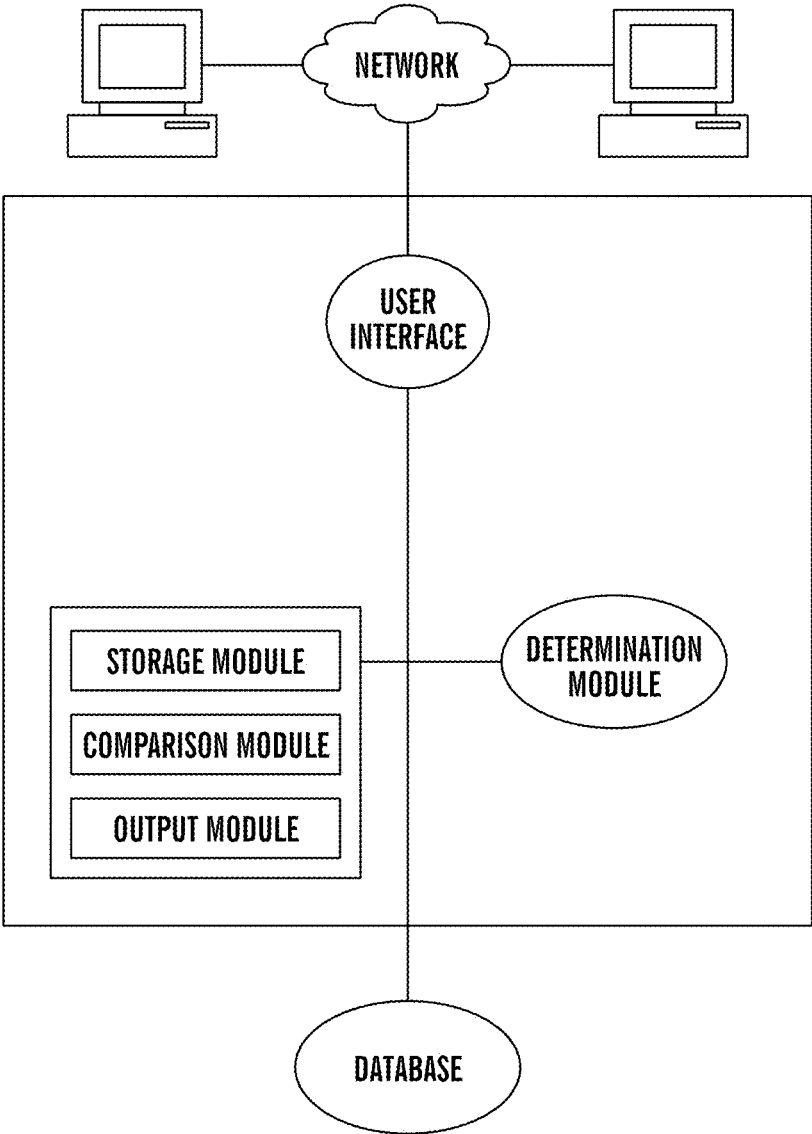 NETWORK
USER
INTERFACE
STORAGE MODULE
COMPARISON MODULE
OUTPUT MODULE
DETERMINATION
MODULE
DATABASE